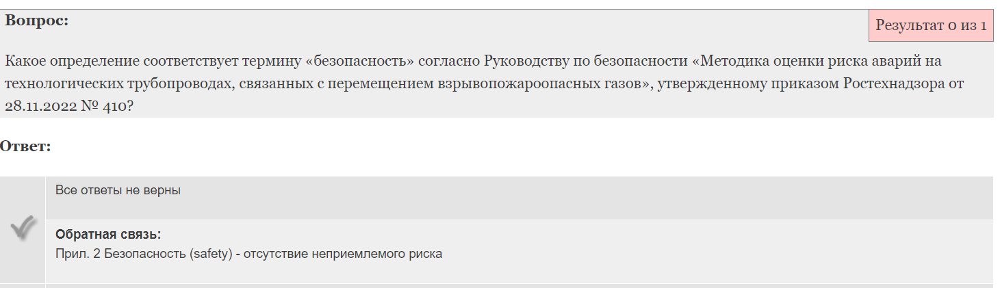 Вопрос:
Результат 0 из 1
Какое определение соответствует термину «безопасность» согласно Руководству по безопасности «Методика оценки риска аварий на
технологических трубопроводах, связанных с перемещением взрывопожароопасных газов», утвержденному приказом Ростехнадзора от
28.11.2022 № 410?
Ответ:
Все ответы не верны
Обратная связь:
Прил. 2 Безопасность (safety) - отсутствие неприемлемого риска